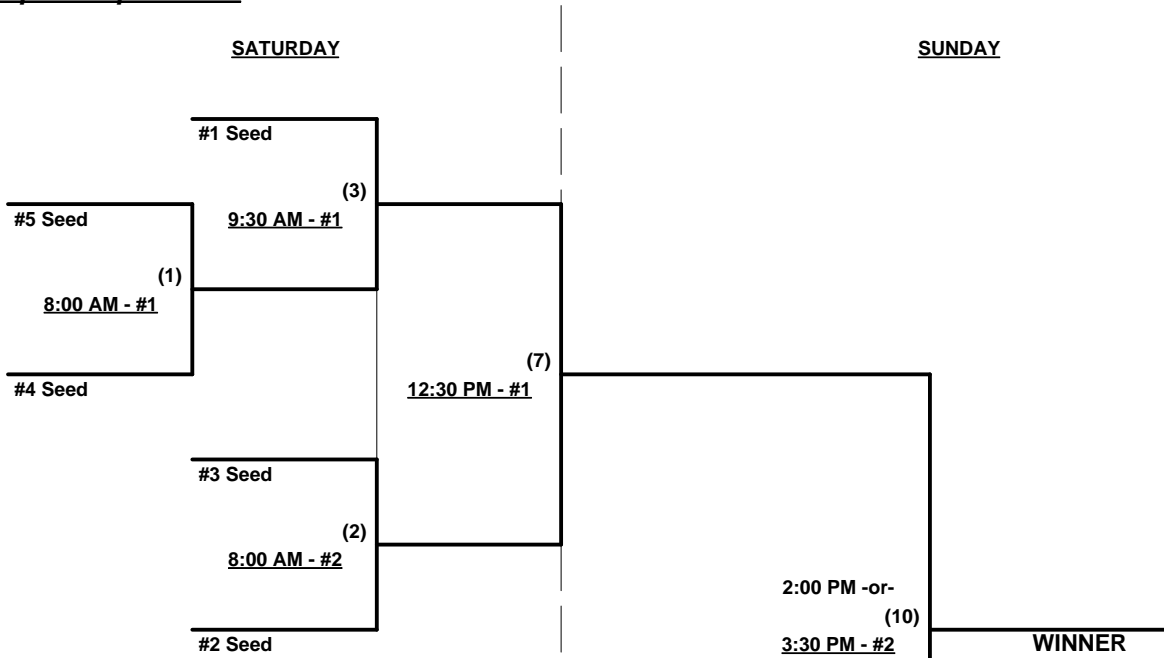 SATURDAY
SUNDAY
#1 Seed
(3)
9:30 AM - #1
#5 Seed
(1)
8:00 AM - #1
#4 Seed
(7)
12:30 PM - #1
#3 Seed
(2)
8:00 AM - #2
#2 Seed
2:00 PM -or-
(10)
3:30 PM - #2
WINNER